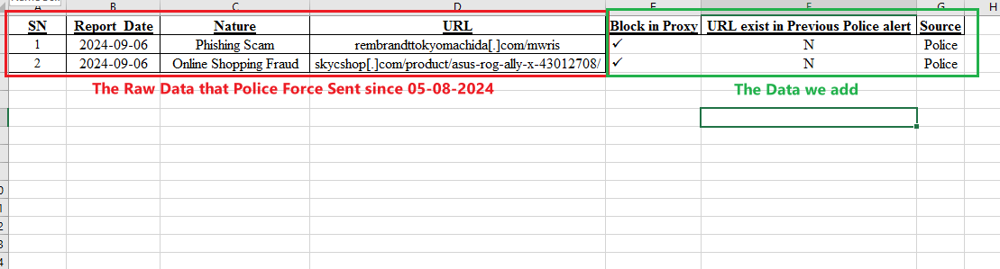 A B C D E F G H
SN Report_Date Nature URL Block in Proxy URL exist in Previous Police alert Source
1 2024-09-06 Phishing Scam rembrandttokyomachida[.]com/mwris ✓ N Police
2 2024-09-06 Online Shopping Fraud skycshop[.]com/product/asus-rog-ally-x-43012708/ ✓ N Police
The Raw Data that Police Force Sent since 05-08-2024
The Data we add